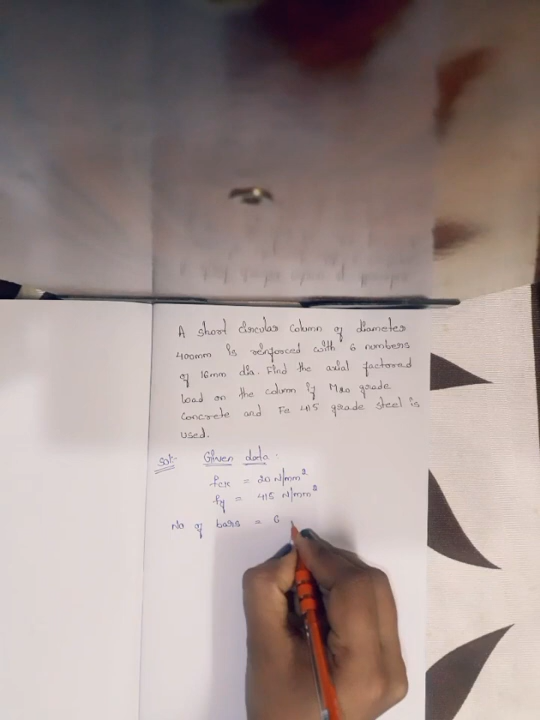 A short circular column of diameter
400mm is reinforced with 6 numbers
of 16mm dia. Find the axial factored
load on the column if M20 grade
concrete and Fe 415 grade steel is
used.
Sol:- Given data.
fck = 20 N/mm²
fy = 415 N/mm²
No of bars = 6